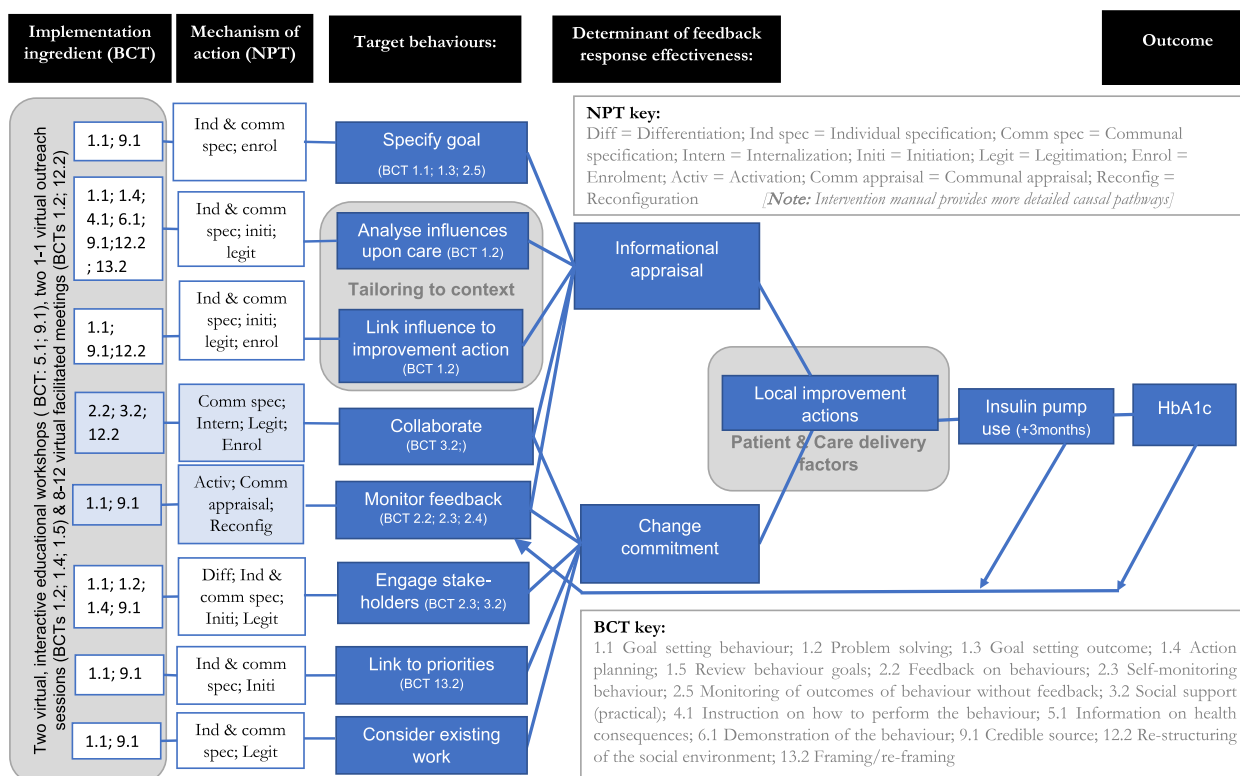 Implementation
ingredient (BCT)
Mechanism of
action (NPT)
Target behaviours:
Determinant of feedback
response effectiveness:
Outcome
Two virtual, interactive educational workshops ( BCT: 5.1; 9.1), two 1-1 virtual outreach
sessions (BCTs 1.2; 1.4; 1.5) & 8-12 virtual facilitated meetings (BCTs 1.2; 12.2)
1.1; 9.1
Ind & comm
spec; enrol
Specify goal
(BCT 1.1; 1.3; 2.5)
1.1; 1.4;
4.1; 6.1;
9.1;12.2
; 13.2
Ind & comm
spec; initi;
legit
Analyse influences
upon care (BCT 1.2)
Tailoring to context
1.1;
9.1;12.2
Ind & comm
spec; initi;
legit; enrol
Link influence to
improvement action
(BCT 1.2)
2.2; 3.2;
12.2
Comm spec;
Intern; Legit;
Enrol
Collaborate
(BCT 3.2;)
1.1; 9.1
Activ; Comm
appraisal;
Reconfig
Monitor feedback
(BCT 2.2; 2.3; 2.4)
1.1; 1.2;
1.4; 9.1
Diff; Ind &
comm spec;
Initi; Legit
Engage stake-
holders (BCT 2.3; 3.2)
1.1; 9.1
Ind & comm
spec; Initi
Link to priorities
(BCT 13.2)
1.1; 9.1
Ind & comm
spec; Legit
Consider existing
work
NPT key:
Diff = Differentiation; Ind spec = Individual specification; Comm spec = Communal
specification; Intern = Internalization; Initi = Initiation; Legit = Legitimation; Enrol =
Enrolment; Activ = Activation; Comm appraisal = Communal appraisal; Reconfig =
Reconfiguration [Note: Intervention manual provides more detailed causal pathways]
Informational
appraisal
Local improvement
actions
Patient & Care delivery
factors
Insulin pump
use (+3months)
HbA1c
Change
commitment
BCT key:
1.1 Goal setting behaviour; 1.2 Problem solving; 1.3 Goal setting outcome; 1.4 Action
planning; 1.5 Review behaviour goals; 2.2 Feedback on behaviours; 2.3 Self-monitoring
behaviour; 2.5 Monitoring of outcomes of behaviour without feedback; 3.2 Social support
(practical); 4.1 Instruction on how to perform the behaviour; 5.1 Information on health
consequences; 6.1 Demonstration of the behaviour; 9.1 Credible source; 12.2 Re-structuring
of the social environment; 13.2 Framing/re-framing